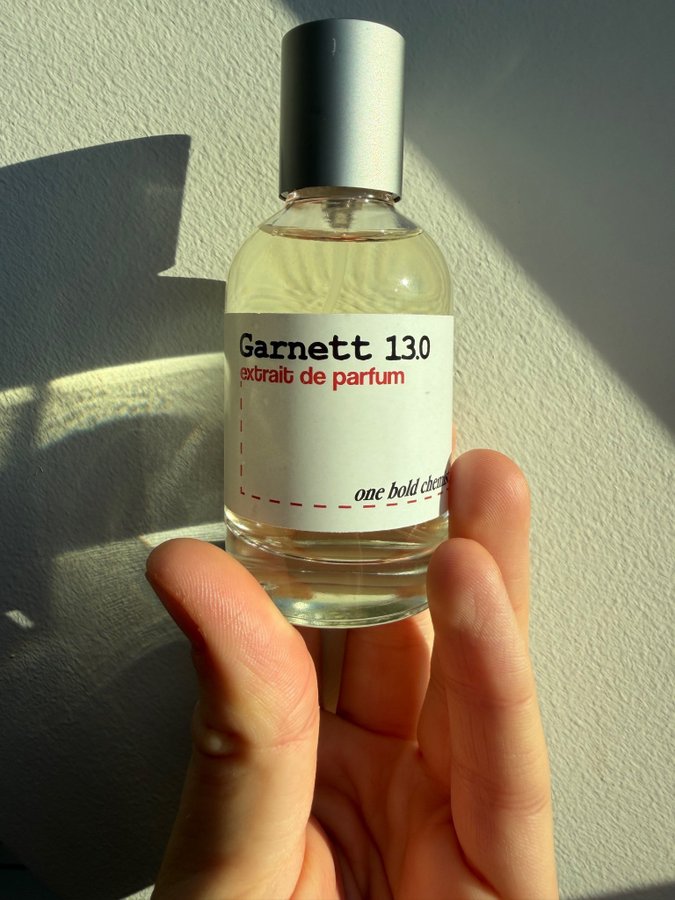 Garnett 13.0
extrait de parfum
one bold